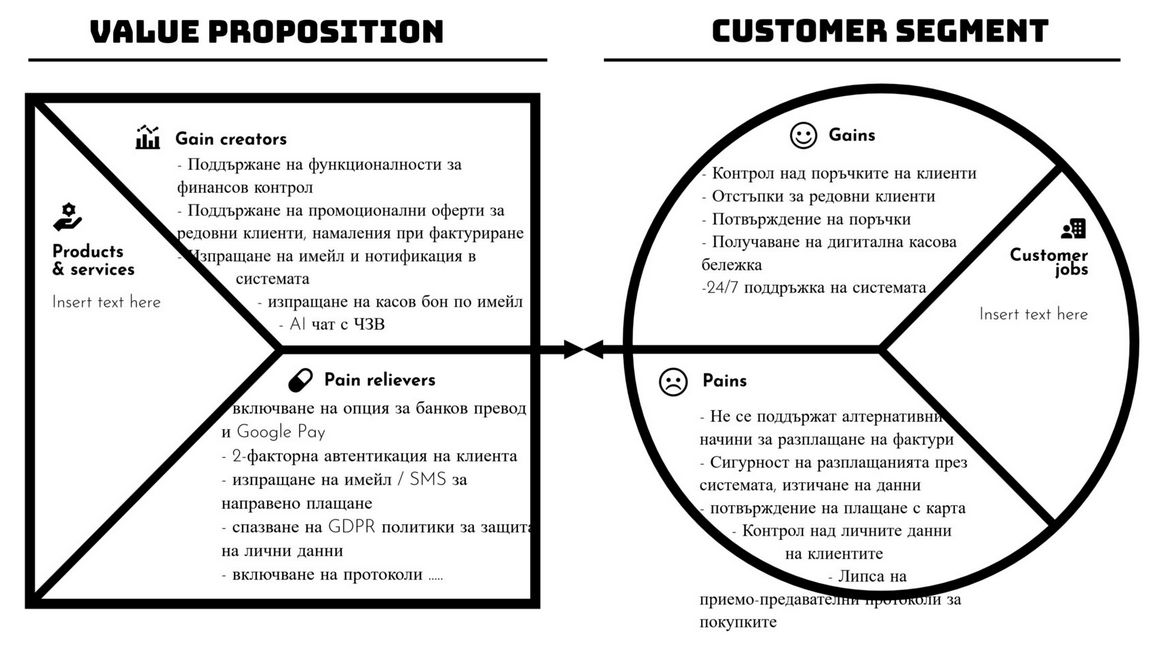 VALUE PROPOSITION
Gain creators
- Поддържане на функционалности за
финансов контрол
- Поддържане на промоционални оферти за
редовни клиенти, намаления при фактуриране
- Изпращане на имейл и нотификация в
системата
- изпращане на касов бон по имейл
- AI чат с ЧЗВ
Products
& services
Insert text here
Pain relievers
включване на опция за банков превод
и Google Pay
- 2-факторна автентикация на клиента
- изпращане на имейл / SMS за
направено плащане
- спазване на GDPR политики за защита
на лични данни
- включване на протоколи .....
CUSTOMER SEGMENT
Gains
- Контрол над поръчките на клиенти
- Отстъпки за редовни клиенти
- Потвърждение на поръчки
- Получаване на дигитална касова
бележка
-24/7 поддръжка на системата
Customer
jobs
Insert text here
Pains
- Не се поддържат алтернативни
начини за разплащане на фактури
- Сигурност на разплащанията през
системата, изтичане на данни
- потвърждение на плащане с карта
- Контрол над личните данни
на клиентите
- Липса на
приемо-предавателни протоколи за
покупките